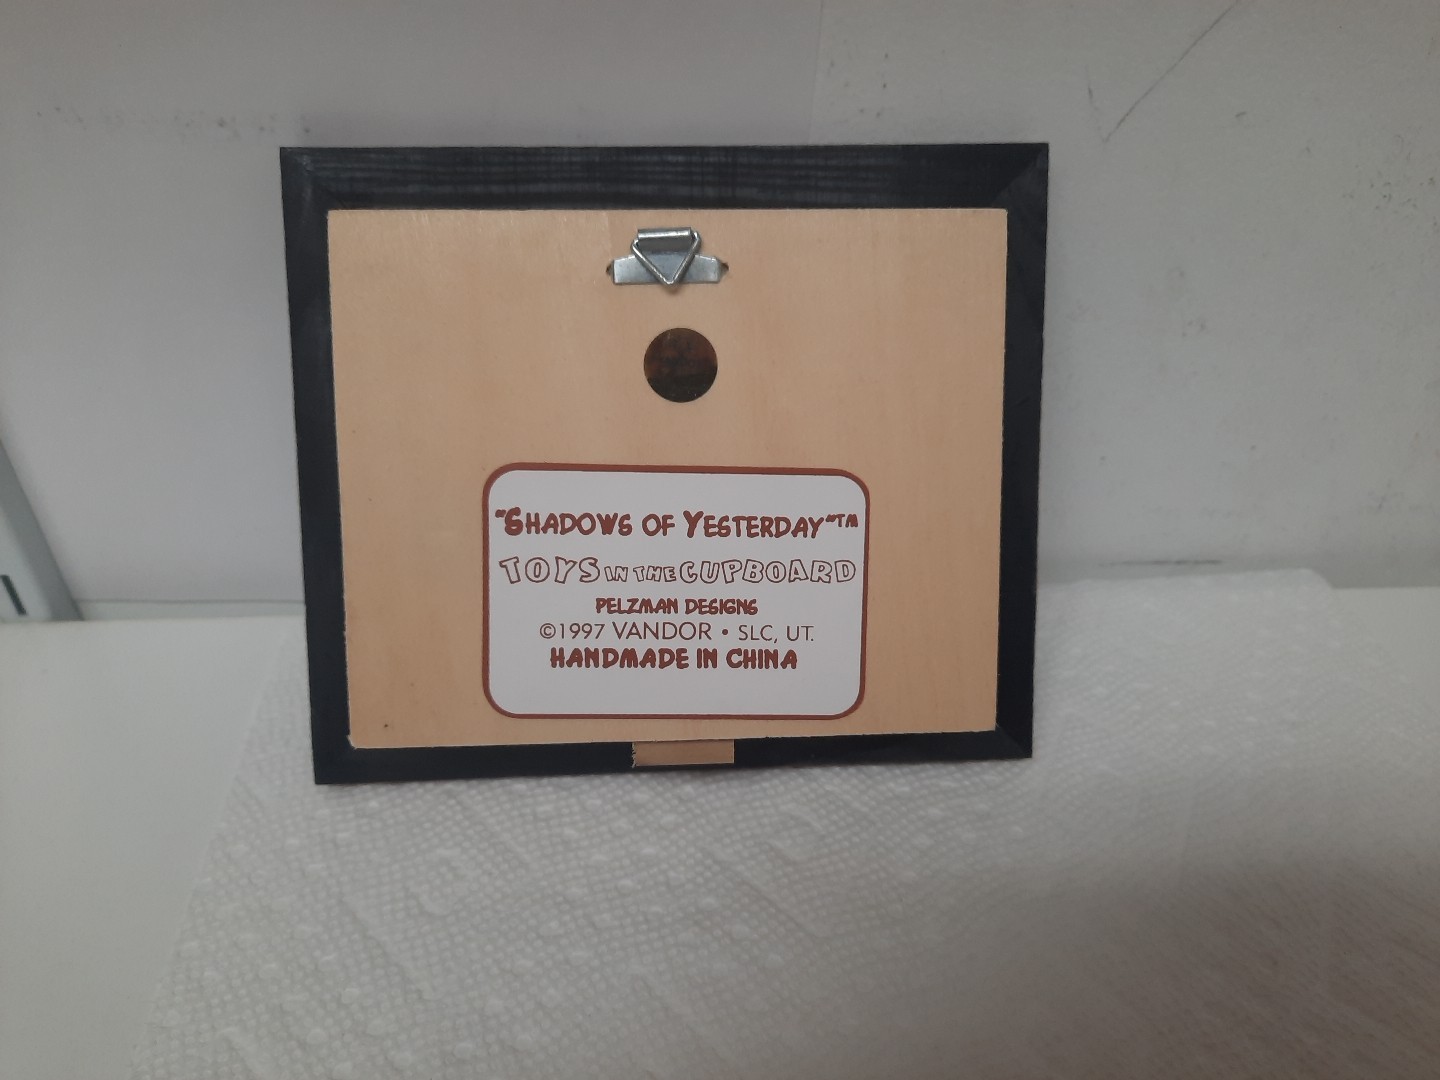 "SHADOWS OF YESTERDAY"™
TOYS IN THE CUPBOARD
PELZMAN DESIGNS
©1997 VANDOR • SLC, UT.
HANDMADE IN CHINA